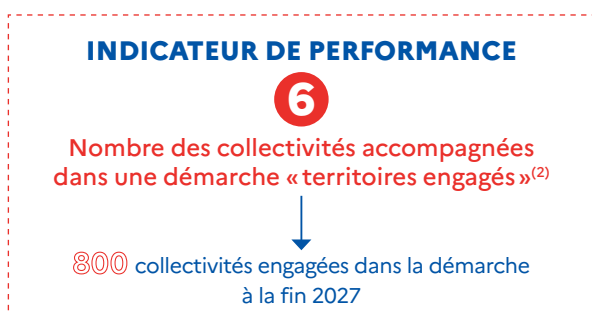 INDICATEUR DE PERFORMANCE
6
Nombre des collectivités accompagnées
dans une démarche « territoires engagés »(2)
800 collectivités engagées dans la démarche
à la fin 2027